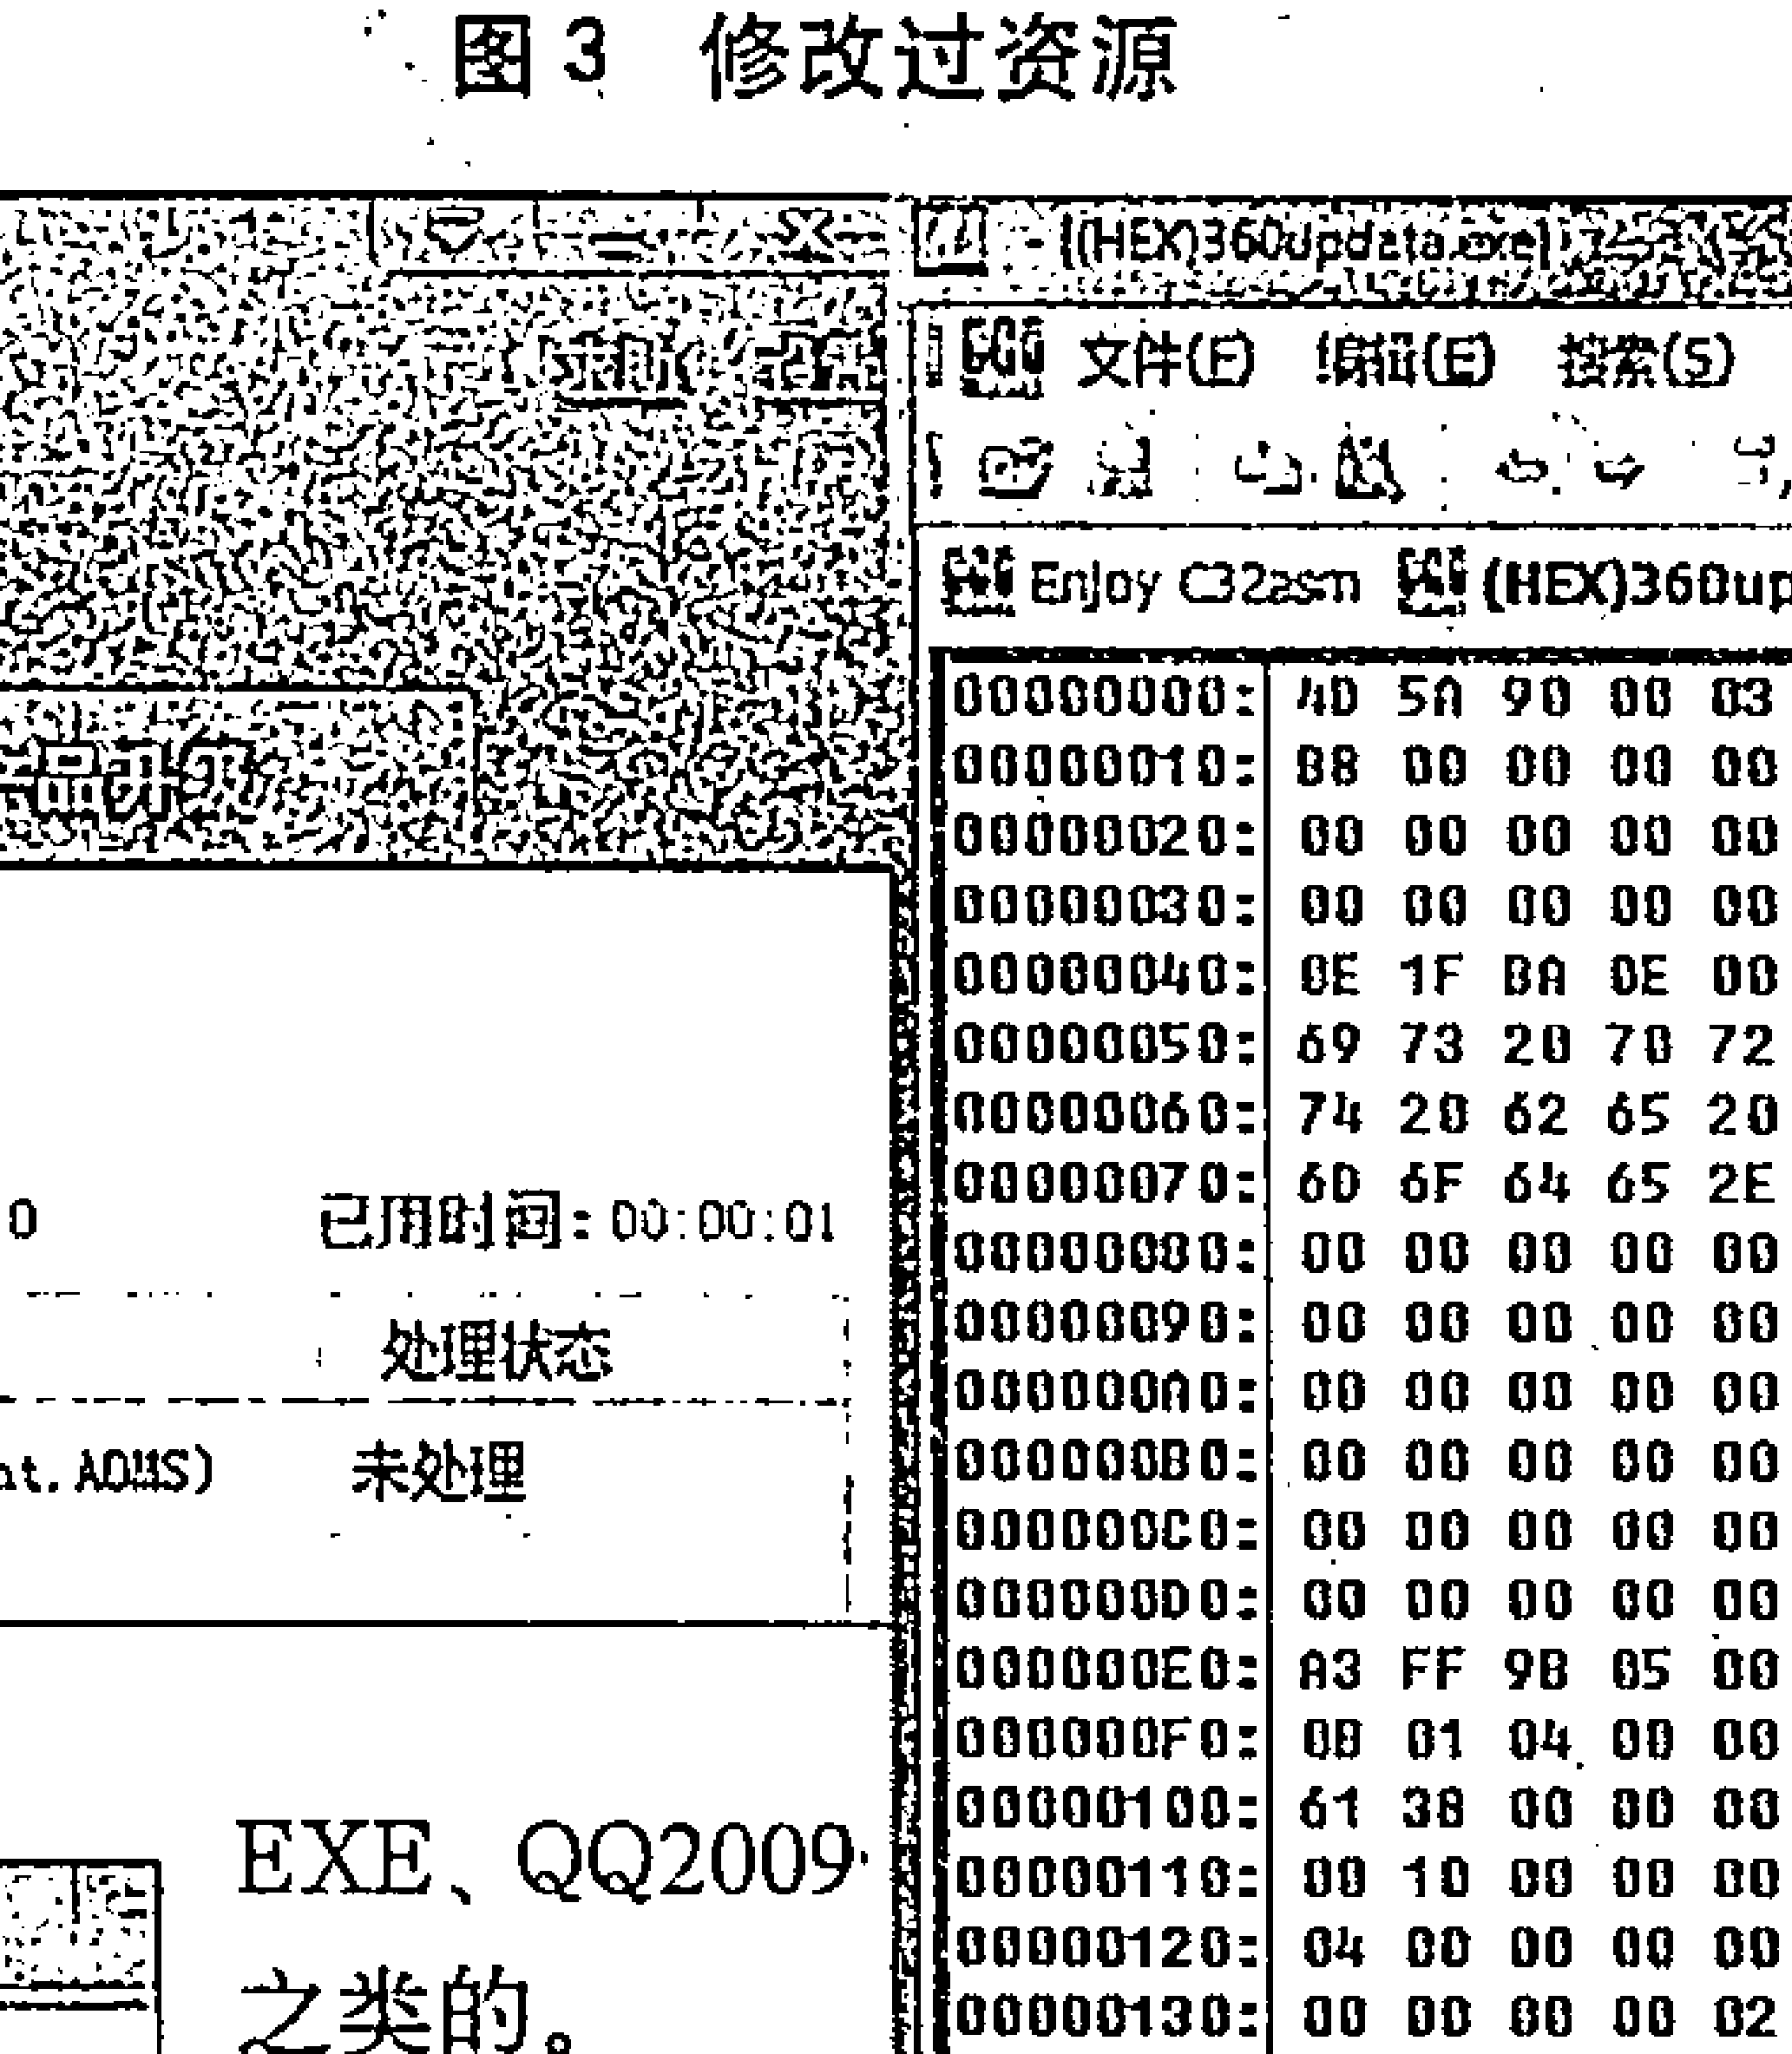 图 3 修改过资源
- [(HEX)360updata.exe]
文件(F) 编辑(E) 搜索(S)
Enjoy C32asm (HEX)360up
00000000: 4D 5A 90 00 03
00000010: B8 00 00 00 00
00000020: 00 00 00 00 00
00000030: 00 00 00 00 00
00000040: 0E 1F BA 0E 00
00000050: 69 73 20 70 72
00000060: 74 20 62 65 20
00000070: 6D 6F 64 65 2E
00000080: 00 00 00 00 00
00000090: 00 00 00 00 00
000000A0: 00 00 00 00 00
000000B0: 00 00 00 00 00
000000C0: 00 00 00 00 00
000000D0: 00 00 00 00 00
000000E0: A3 FF 9B 05 00
000000F0: 0B 01 04 00 00
00000100: 61 38 00 00 00
00000110: 00 10 00 00 00
00000120: 04 00 00 00 00
00000130: 00 00 00 00 02
0 已用时间: 00:00:01
处理状态
nt.AOMS) 未处理
EXE、QQ2009
之类的。